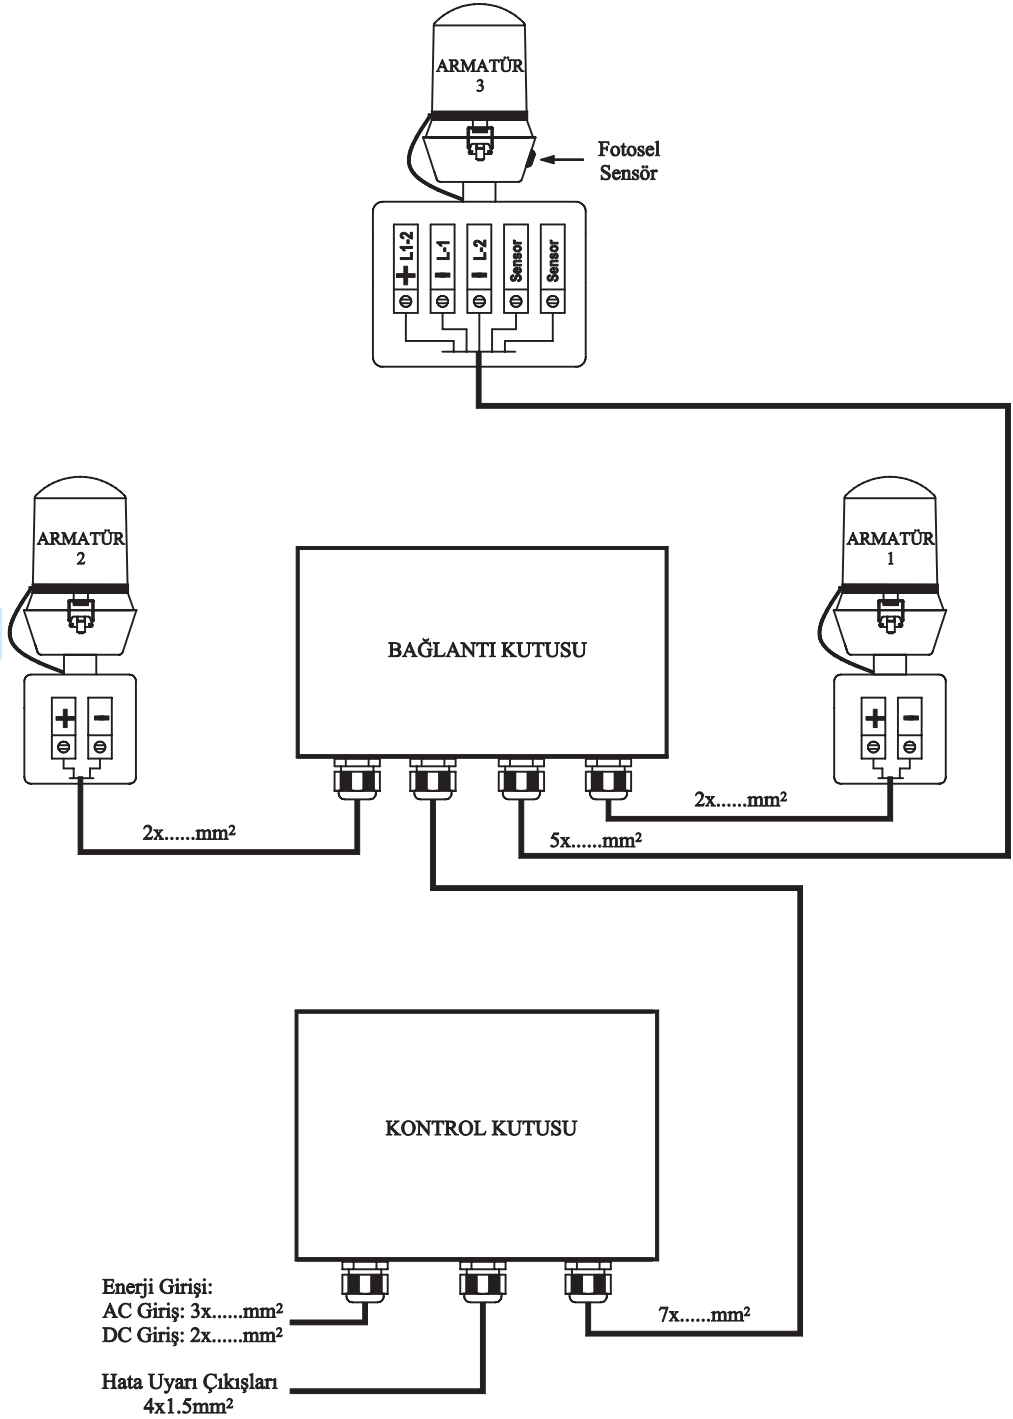 ARMATÜR
3
Fotosel
Sensör
+ L1-2
- L-1
- L-2
Sensor
Sensor
ARMATÜR
2
ARMATÜR
1
BAĞLANTI KUTUSU
+ -
+ -
2x......mm²
2x......mm²
5x......mm²
KONTROL KUTUSU
Enerji Girişi:
AC Giriş: 3x......mm²
DC Giriş: 2x......mm²
7x......mm²
Hata Uyarı Çıkışları
4x1.5mm²